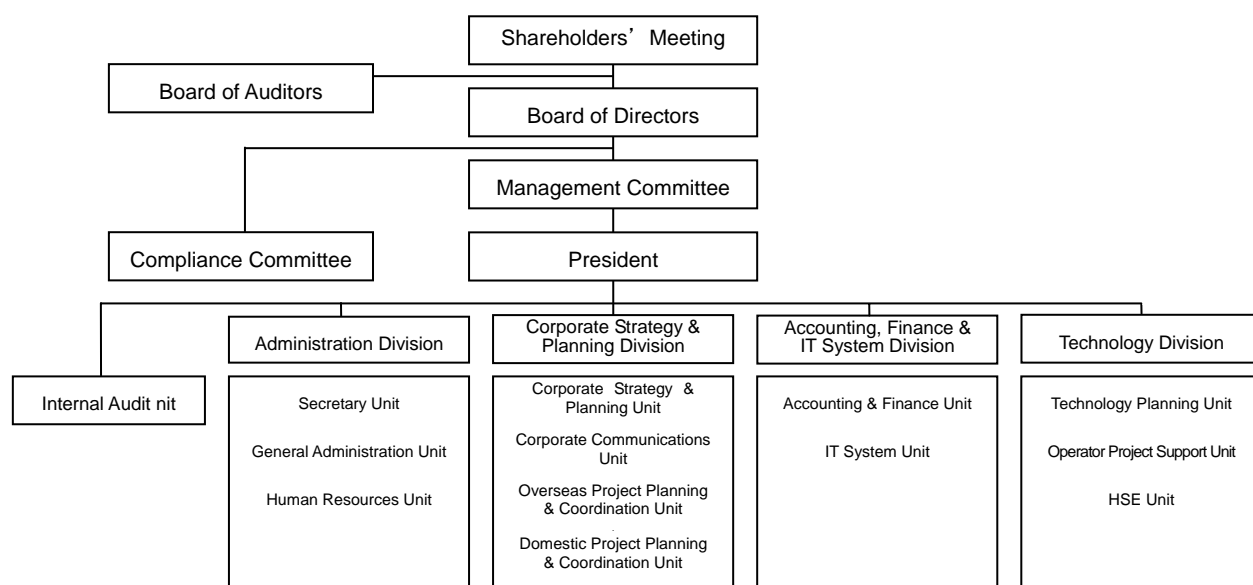 Shareholders’ Meeting
Board of Auditors
Board of Directors
Management Committee
Compliance Committee
President
Administration Division
Corporate Strategy &
Planning Division
Accounting, Finance &
IT System Division
Technology Division
Internal Audit nit
Secretary Unit
General Administration Unit
Human Resources Unit
Corporate Strategy &
Planning Unit
Corporate Communications
Unit
Overseas Project Planning
& Coordination Unit
Domestic Project Planning
& Coordination Unit
Accounting & Finance Unit
IT System Unit
Technology Planning Unit
Operator Project Support Unit
HSE Unit